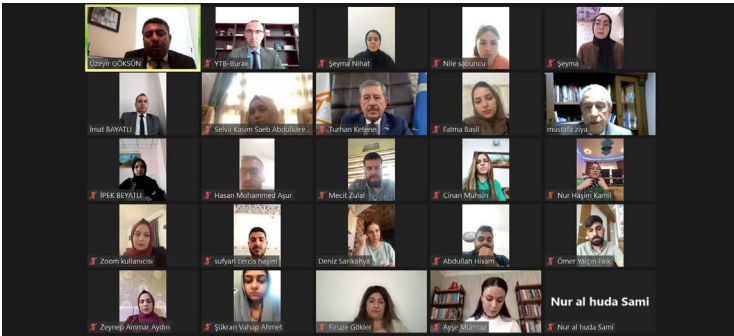 Üzeyir GÖKSÜN
YTB-Burak
Şeyma Nihat
Nile sabuncu
Şeyma
İmat BAYATLI
Selva Kasım Saeb Abdulkare...
Turhan Ketene
Fatma Basil
mustafa ziya
İPEK BEYATLI
Hasan Mohammed Aşur
Mecit Zulal
Cinan Muhsin
Nur Haşim Kamil
Zoom kullanıcısı
sufyan cercis haşim
Deniz Sarıkahya
Abdullah Hisam
Ömer Yalçın Faik
Zeynep Ammar Aydın
Şükran Vahap Ahmet
Firuze Gökler
Ayşe Mümtaz
Nur al huda Sami
Nur al huda Sami